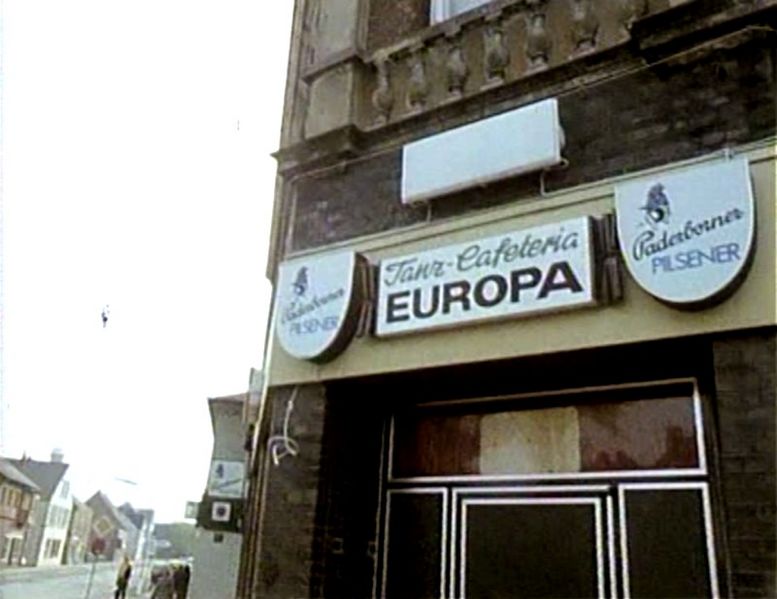 Paderborner
PILSENER
Tanz-Cafeteria
EUROPA
Paderborner
PILSENER